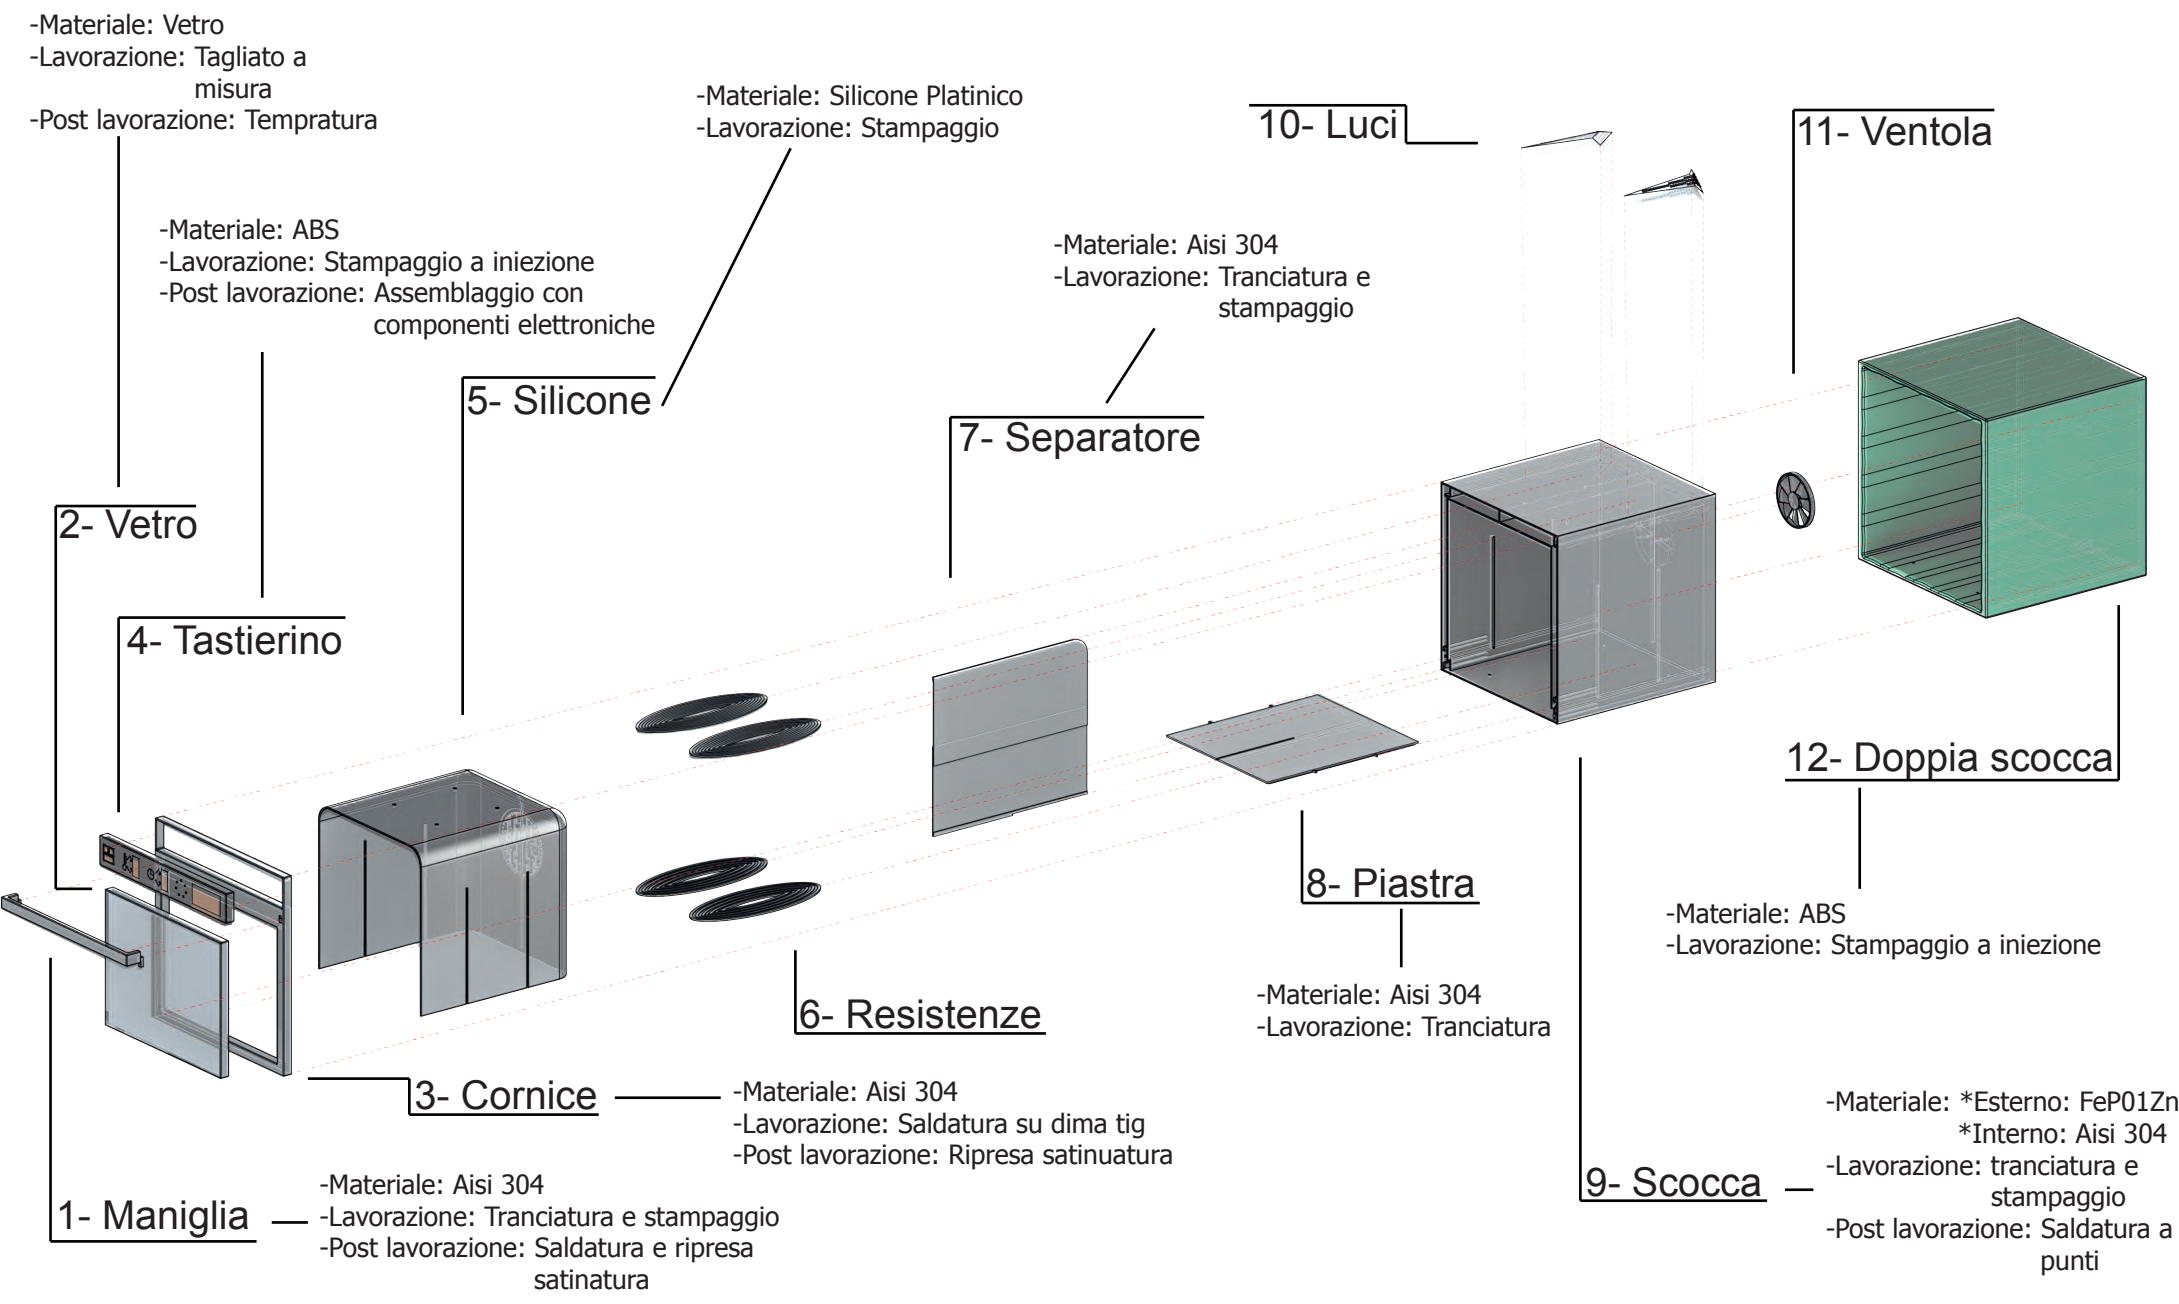 -Materiale: Vetro
-Lavorazione: Tagliato a
misura
-Post lavorazione: Tempratura
-Materiale: Silicone Platinico
-Lavorazione: Stampaggio
10- Luci
11- Ventola
-Materiale: ABS
-Lavorazione: Stampaggio a iniezione
-Post lavorazione: Assemblaggio con
componenti elettroniche
-Materiale: Aisi 304
-Lavorazione: Tranciatura e
stampaggio
5- Silicone
7- Separatore
2- Vetro
4- Tastierino
12- Doppia scocca
8- Piastra
-Materiale: ABS
-Lavorazione: Stampaggio a iniezione
6- Resistenze
-Materiale: Aisi 304
-Lavorazione: Tranciatura
3- Cornice
-Materiale: Aisi 304
-Lavorazione: Saldatura su dima tig
-Post lavorazione: Ripresa satinuatura
9- Scocca
-Materiale: *Esterno: FeP01Zn
*Interno: Aisi 304
-Lavorazione: tranciatura e
stampaggio
-Post lavorazione: Saldatura a
punti
1- Maniglia
-Materiale: Aisi 304
-Lavorazione: Tranciatura e stampaggio
-Post lavorazione: Saldatura e ripresa
satinatura